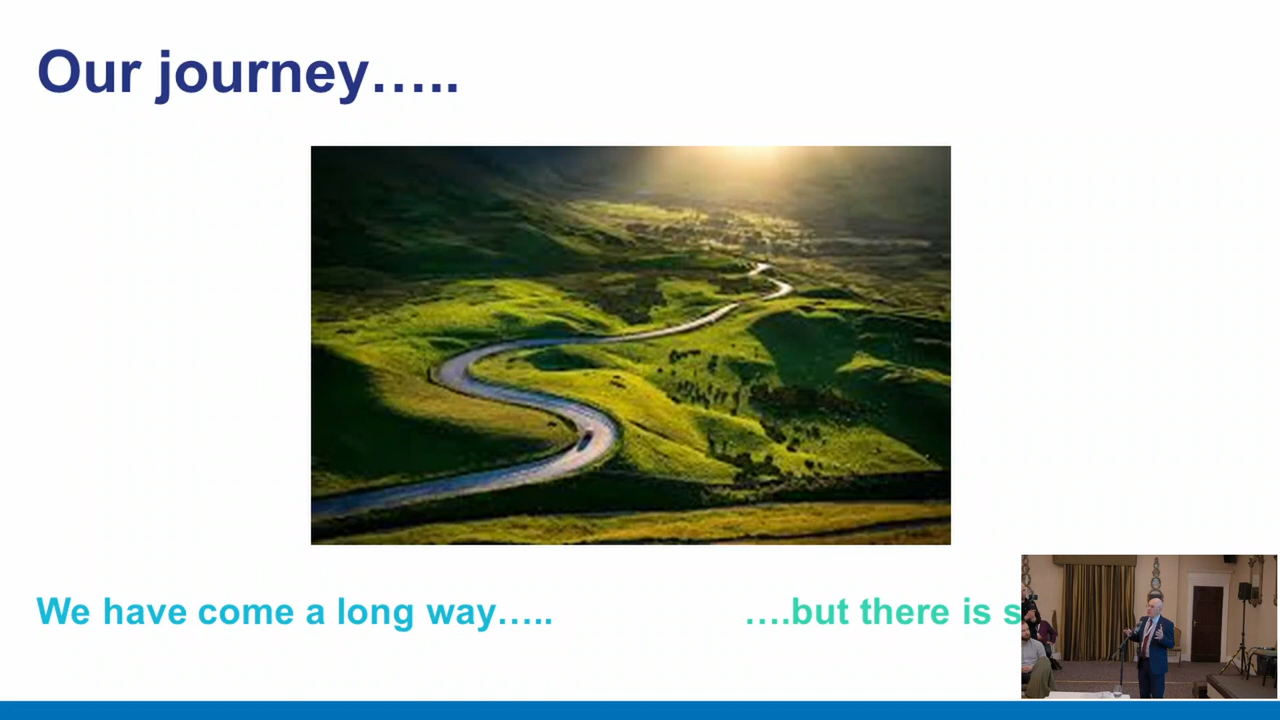 Our journey.....
We have come a long way.....
....but there is